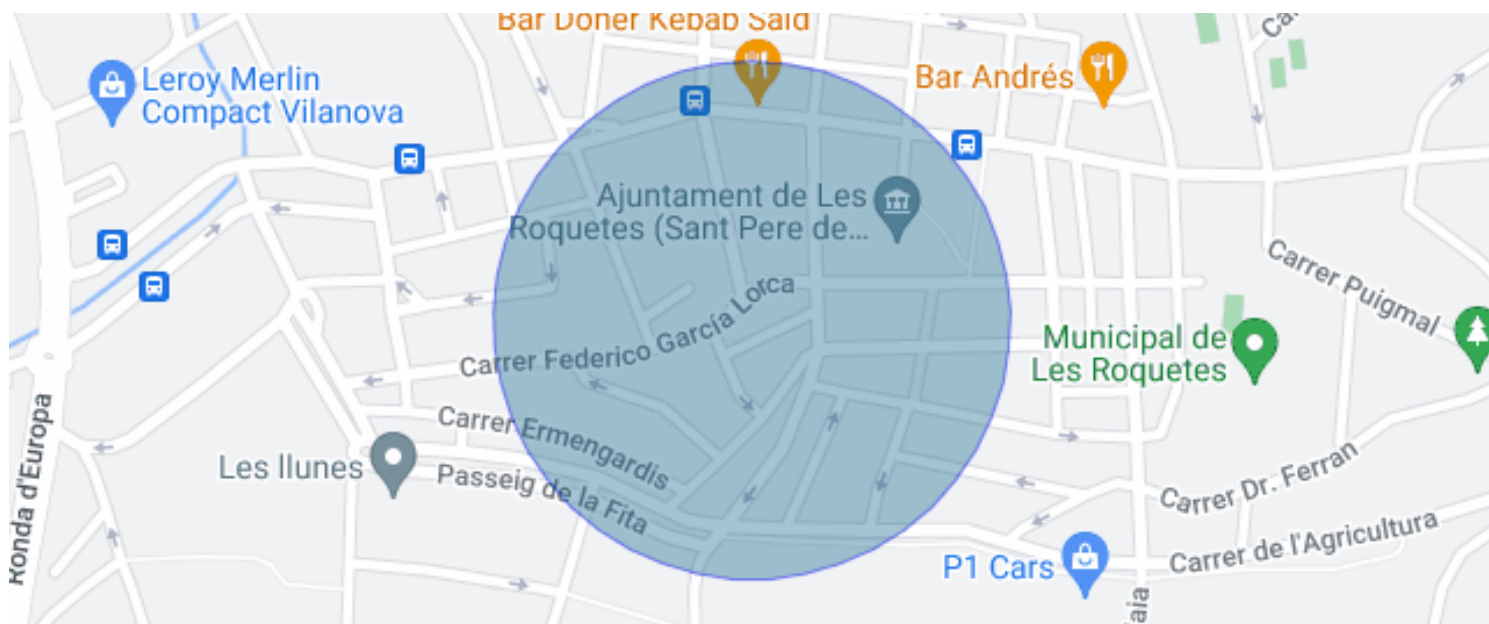 Bar Doner Kebab Said
Leroy Merlin
Compact Vilanova
Bar Andrés
Ajuntament de Les
Roquetes (Sant Pere de...
Carrer Puigmal
Carrer Federico García Lorca
Municipal de
Les Roquetes
Carrer Ermengardis
Ronda d'Europa
Les Ilunes
Passeig de la Fita
Carrer Dr. Ferran
Carrer de l'Agricultura
P1 Cars